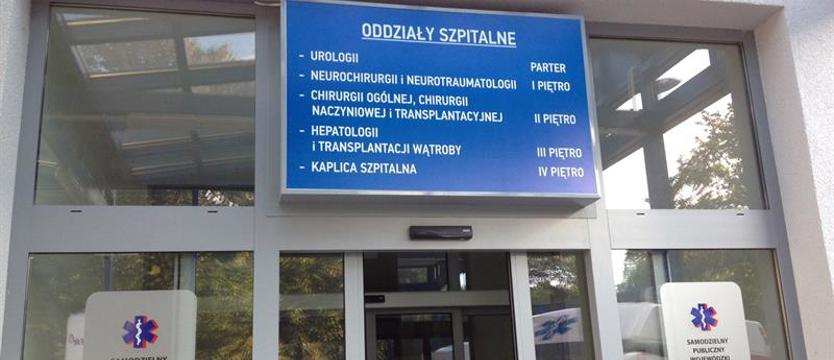 ODDZIAŁY SZPITALNE
- UROLOGII PARTER
- NEUROCHIRURGII i NEUROTRAUMATOLOGII I PIĘTRO
- CHIRURGII OGÓLNEJ, CHIRURGII
NACZYNIOWEJ i TRANSPLANTACYJNEJ II PIĘTRO
- HEPATOLOGII
i TRANSPLANTACJI WĄTROBY III PIĘTRO
- KAPLICA SZPITALNA IV PIĘTRO
SAMODZIELNY
SAMODZIELNY
PUBLICZNY
WOJEWÓDZKI